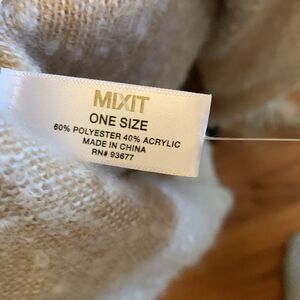 MIXIT
ONE SIZE
60% POLYESTER 40% ACRYLIC
MADE IN CHINA
RN# 93677